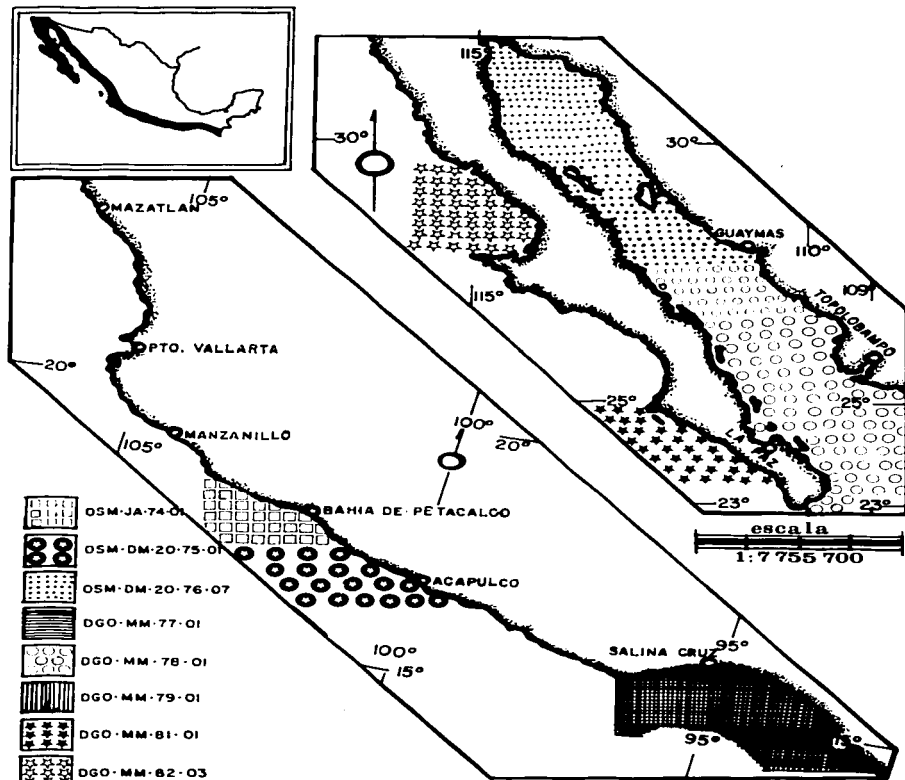 115°
30°
30°
GUAYMAS
110°
109°
TOPOLOBAMPO
115°
25°
25°
LA PAZ
23°
23°
escala
1:7 755 700
105°
MAZATLAN
PTO. VALLARTA
20°
MANZANILLO
105°
100°
20°
BAHIA DE PETACALCO
ACAPULCO
100°
15°
SALINA CRUZ
95°
95°
15°
OSM-JA-74-01
OSM-DM-20-75-01
OSM-DM-20-76-07
DGO-MM-77-01
DGO-MM-78-01
DGO-MM-79-01
DGO-MM-81-01
DGO-MM-82-03